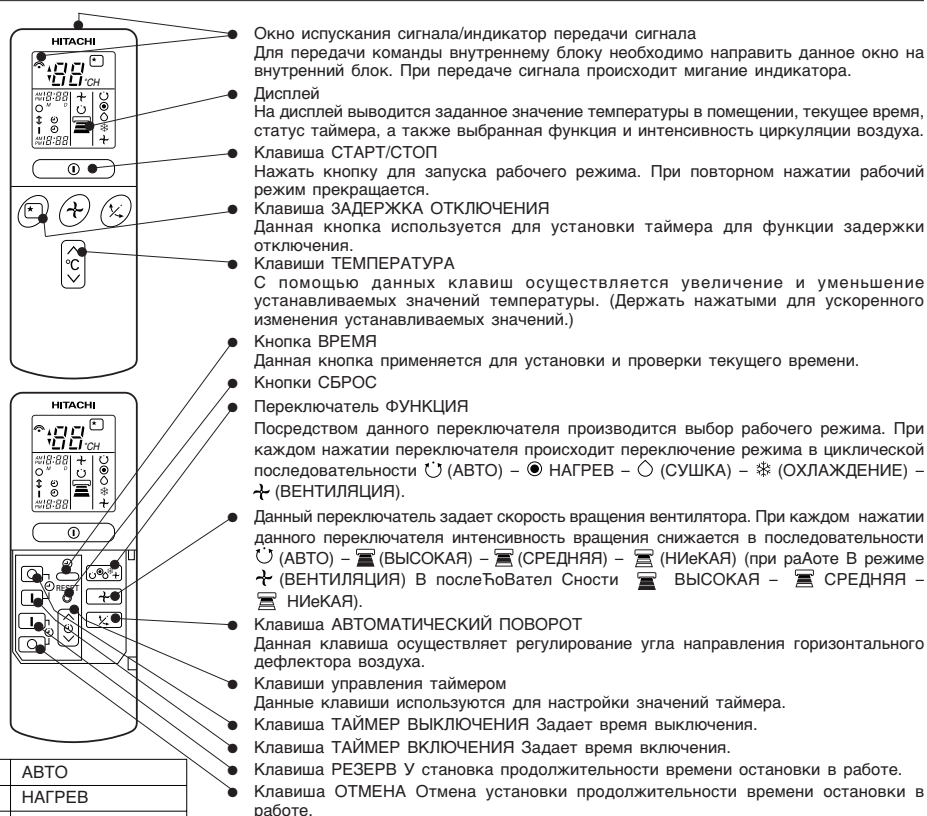 HITACHI
CH
RESET
HITACHI
CH
°C
Окно испускания сигнала/индикатор передачи сигнала
Для передачи команды внутреннему блоку необходимо направить данное окно на
внутренний блок. При передаче сигнала происходит мигание индикатора.
Дисплей
На дисплей выводится заданное значение температуры в помещении, текущее время,
статус таймера, а также выбранная функция и интенсивность циркуляции воздуха.
Клавиша СТАРТ/СТОП
Нажать кнопку для запуска рабочего режима. При повторном нажатии рабочий
режим прекращается.
Клавиша ЗАДЕРЖКА ОТКЛЮЧЕНИЯ
Данная кнопка используется для установки таймера для функции задержки
отключения.
Клавиши ТЕМПЕРАТУРА
С помощью данных клавиш осуществляется увеличение и уменьшение
устанавливаемых значений температуры. (Держать нажатыми для ускоренного
изменения устанавливаемых значений.)
Кнопка ВРЕМЯ
Данная кнопка применяется для установки и проверки текущего времени.
Кнопки СБРОС
Переключатель ФУНКЦИЯ
Посредством данного переключателя производится выбор рабочего режима. При
каждом нажатии переключателя происходит переключение режима в циклической
последовательности (АВТО) – НАГРЕВ – (СУШКА) – (ОХЛАЖДЕНИЕ) –
(ВЕНТИЛЯЦИЯ).
Данный переключатель задает скорость вращения вентилятора. При каждом нажатии
данного переключателя интенсивность вращения снижается в последовательности
(АВТО) – (ВЫСОКАЯ) – (СРЕДНЯЯ) – (НИеКАЯ) (при раАоте В режиме
(ВЕНТИЛЯЦИЯ) В послеЋоВател Сности ВЫСОКАЯ – СРЕДНЯЯ –
НИеКАЯ).
Клавиша АВТОМАТИЧЕСКИЙ ПОВОРОТ
Данная клавиша осуществляет регулирование угла направления горизонтального
дефлектора воздуха.
Клавиши управления таймером
Данные клавиши используются для настройки значений таймера.
Клавиша ТАЙМЕР ВЫКЛЮЧЕНИЯ Задает время выключения.
Клавиша ТАЙМЕР ВКЛЮЧЕНИЯ Задает время включения.
Клавиша РЕЗЕРВ У становка продолжительности времени остановки в работе.
Клавиша ОТМЕНА Отмена установки продолжительности времени остановки в
работе.
АВТО
НАГРЕВ